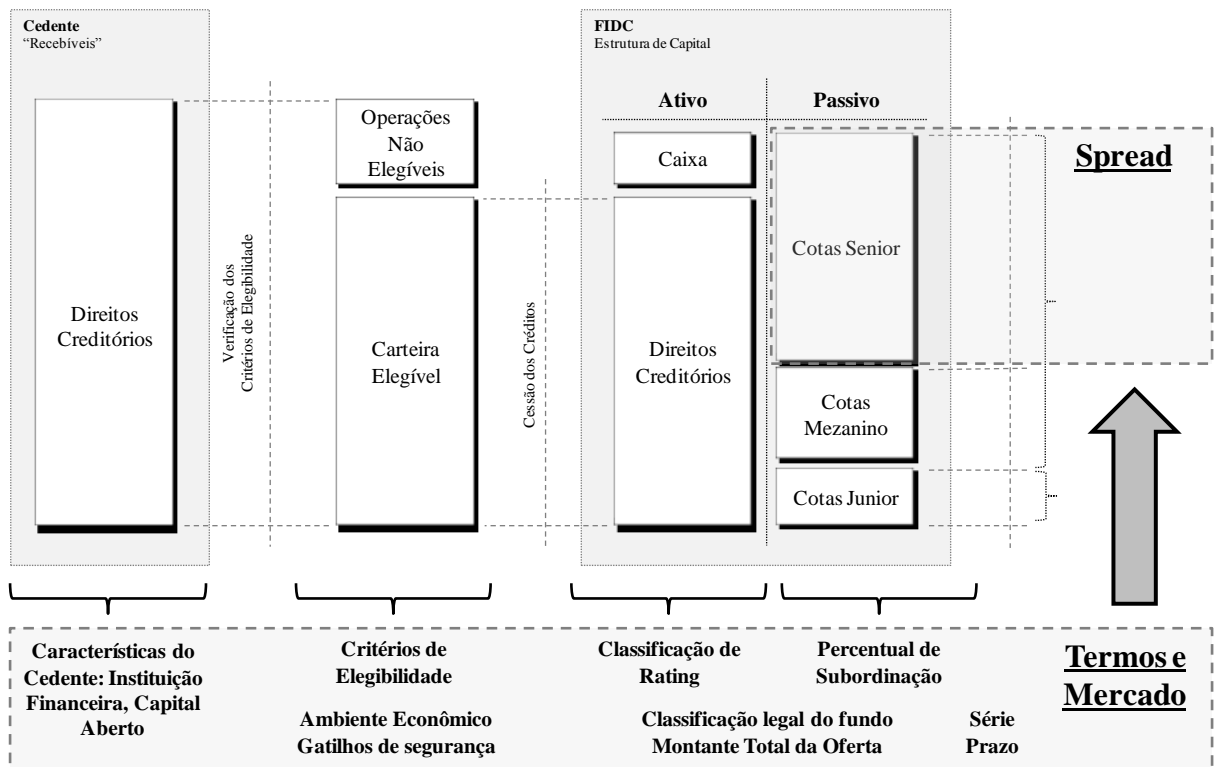 Cedente
“Recebíveis”
Direitos
Creditórios
Verificação dos
Critérios de Elegibilidade
Operações
Não
Elegíveis
Carteira
Elegível
Cessão dos Créditos
FIDC
Estrutura de Capital
Ativo
Passivo
Caixa
Direitos
Creditórios
Cotas Senior
Cotas
Mezanino
Cotas Junior
Spread
Características do
Cedente: Instituição
Financeira, Capital
Aberto
Critérios de
Elegibilidade
Ambiente Econômico
Gatilhos de segurança
Classificação de
Rating
Percentual de
Subordinação
Classificação legal do fundo
Montante Total da Oferta
Série
Prazo
Termos e
Mercado